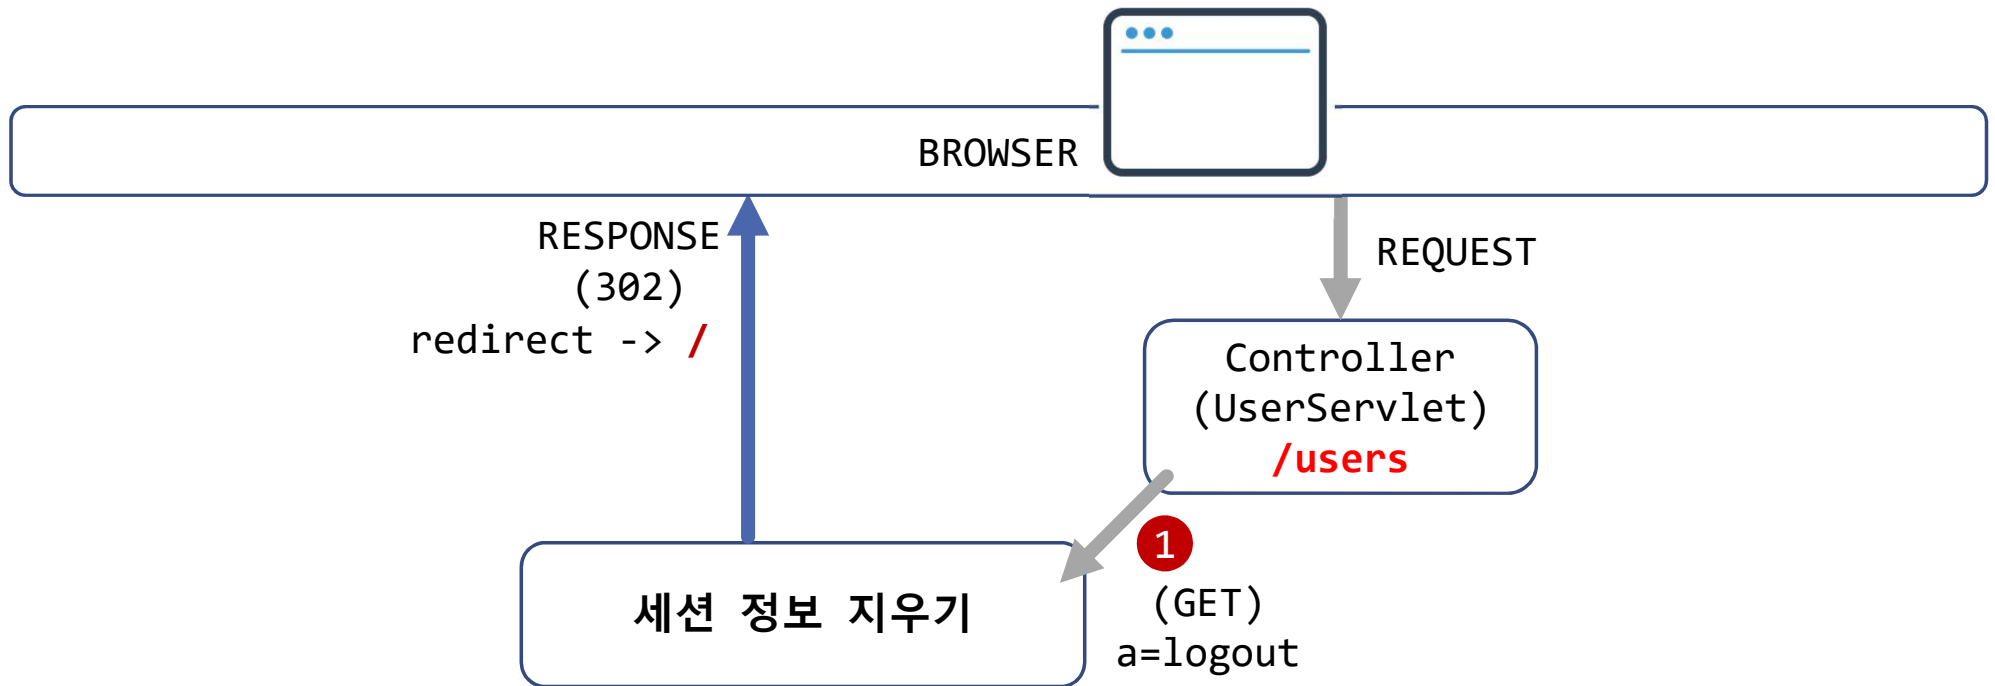 BROWSER
RESPONSE
(302)
redirect -> /
REQUEST
Controller
(UserServlet)
/users
1
(GET)
a=logout
세션 정보 지우기